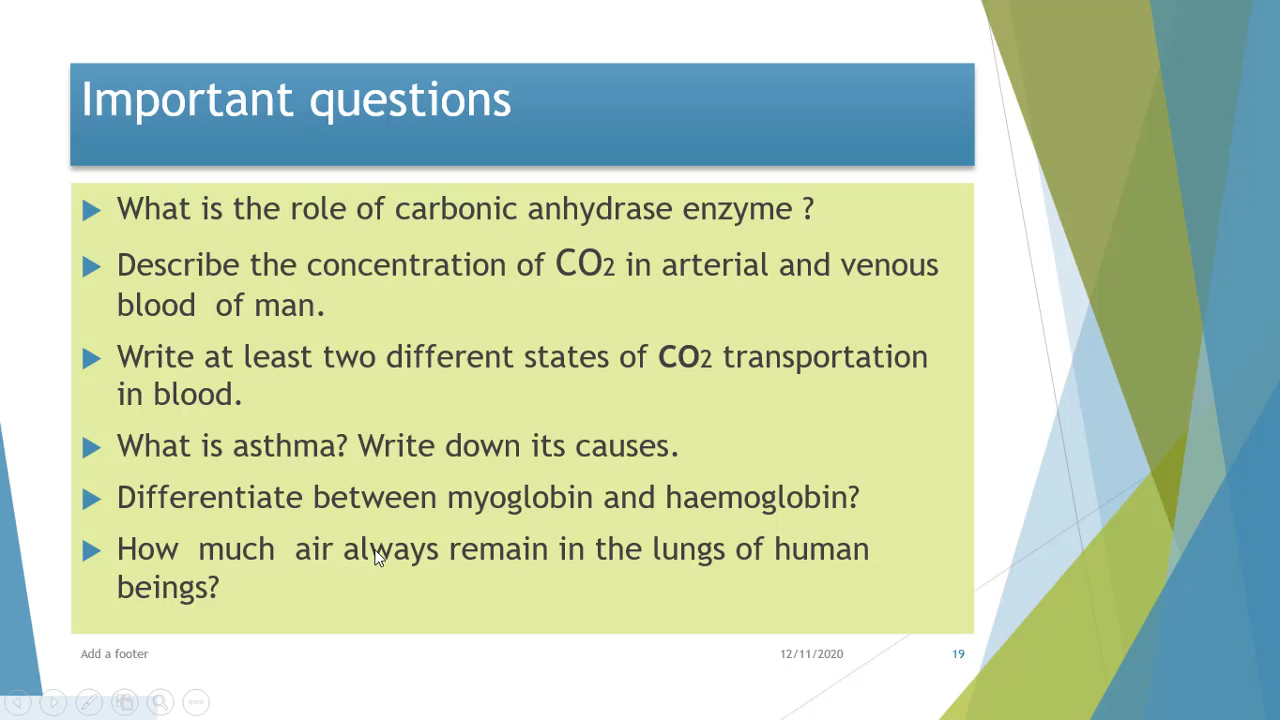 Important questions
What is the role of carbonic anhydrase enzyme ?
Describe the concentration of CO2 in arterial and venous
blood of man.
Write at least two different states of CO2 transportation
in blood.
What is asthma? Write down its causes.
Differentiate between myoglobin and haemoglobin?
How much air always remain in the lungs of human
beings?
Add a footer
12/11/2020
19